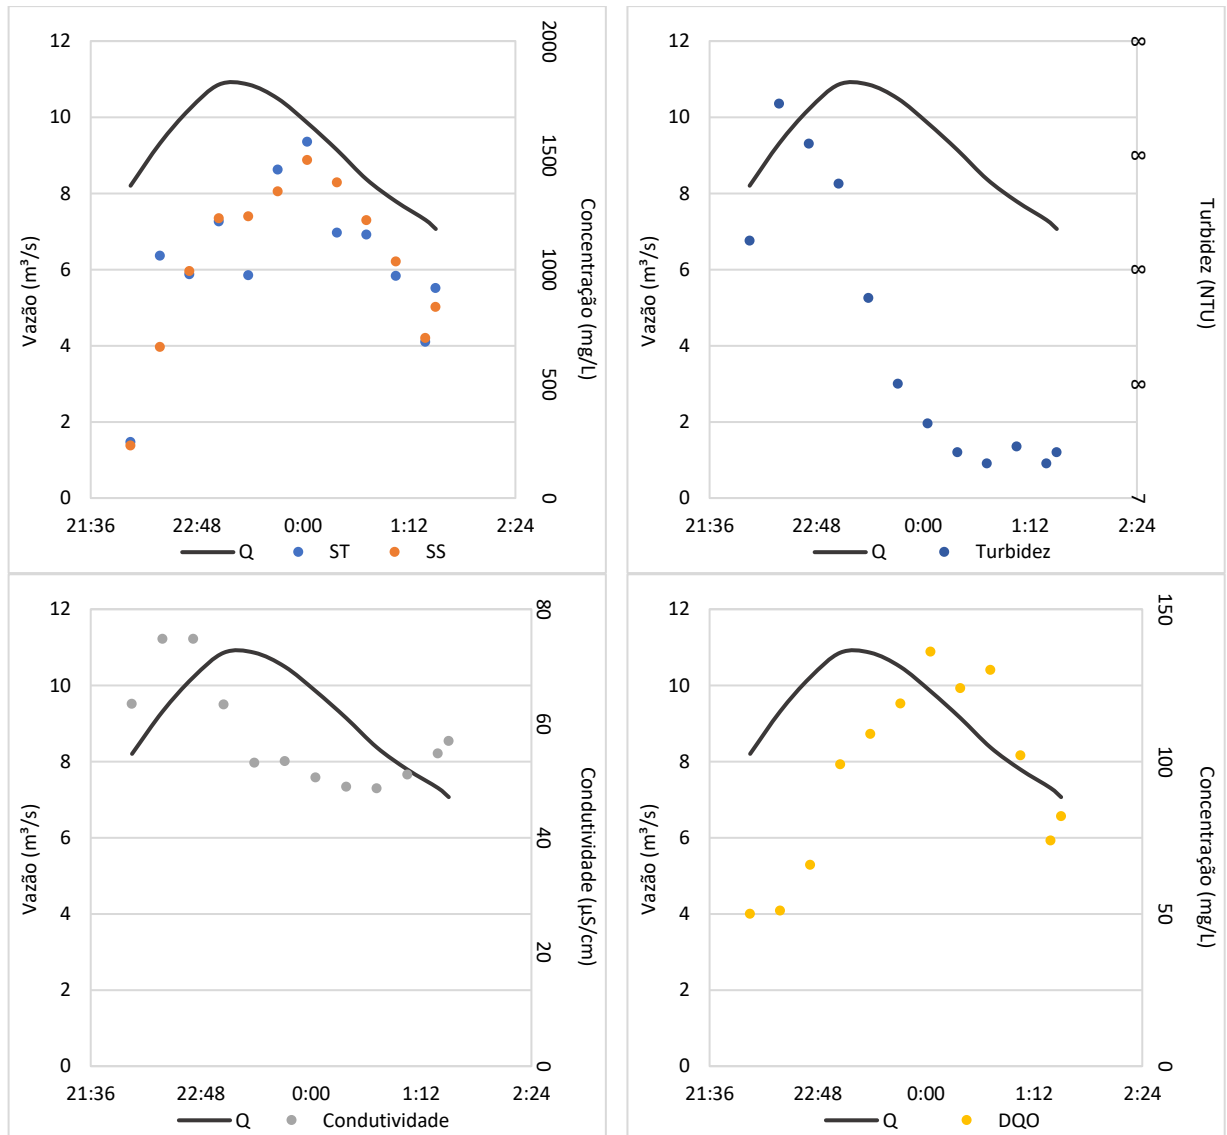 12
10
8
6
4
2
0
Vazão (m³/s)
2000
1500
1000
500
0
Concentração (mg/L)
21:36 22:48 0:00 1:12 2:24
Q ST SS
12
10
8
6
4
2
0
Vazão (m³/s)
8
8
8
8
7
Turbidez (NTU)
21:36 22:48 0:00 1:12 2:24
Q Turbidez
12
10
8
6
4
2
0
Vazão (m³/s)
80
60
40
20
0
Condutividade (µS/cm)
21:36 22:48 0:00 1:12 2:24
Q Condutividade
12
10
8
6
4
2
0
Vazão (m³/s)
150
100
50
0
Concentração (mg/L)
21:36 22:48 0:00 1:12 2:24
Q DQO